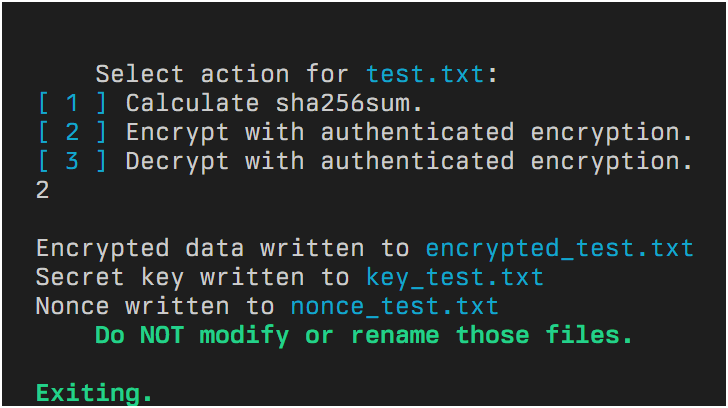 Select action for test.txt:
[ 1 ] Calculate sha256sum.
[ 2 ] Encrypt with authenticated encryption.
[ 3 ] Decrypt with authenticated encryption.
2
Encrypted data written to encrypted_test.txt
Secret key written to key_test.txt
Nonce written to nonce_test.txt
Do NOT modify or rename those files.
Exiting.